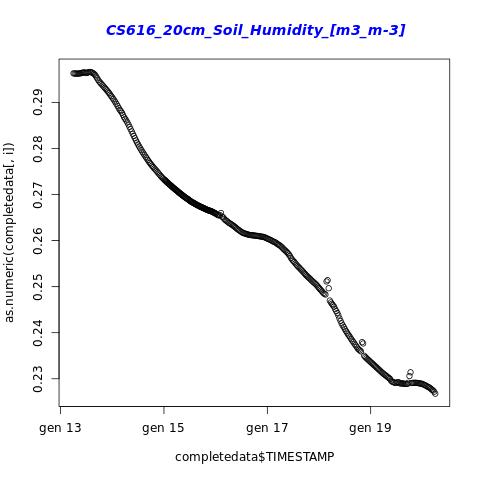 CS616_20cm_Soil_Humidity_[m3_m-3]
as.numeric(completedata[, i])
0.29
0.28
0.27
0.26
0.25
0.24
0.23
gen 13 gen 15 gen 17 gen 19
completedata$TIMESTAMP